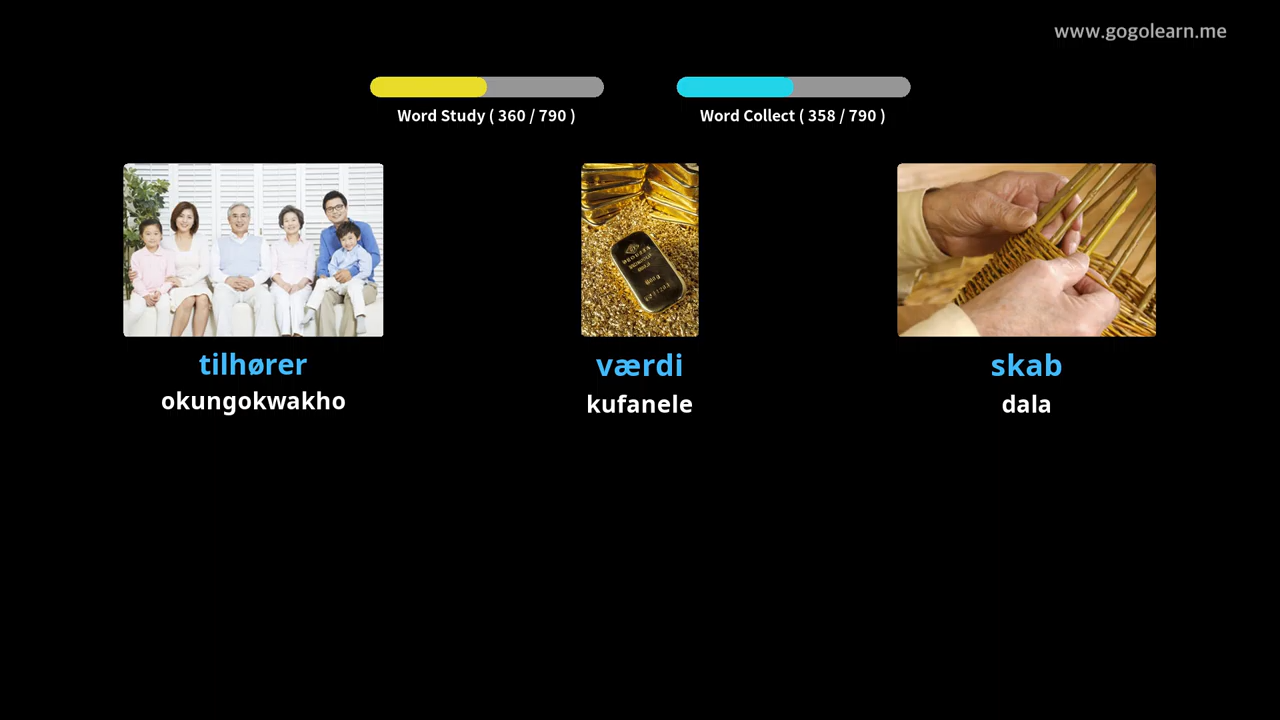 www.gogolearn.me
Word Study ( 360 / 790 )
Word Collect ( 358 / 790 )
tilhører
værdi
skab
okungokwakho
kufanele
dala